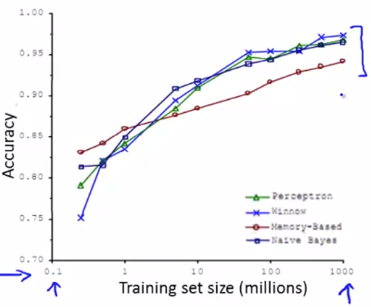 1.00
0.95
0.90
0.85
0.80
0.75
0.70
Accuracy
Perceptron
Winnow
Memory-Based
Naïve Bayes
0.1 1 10 100 1000
Training set size (millions)